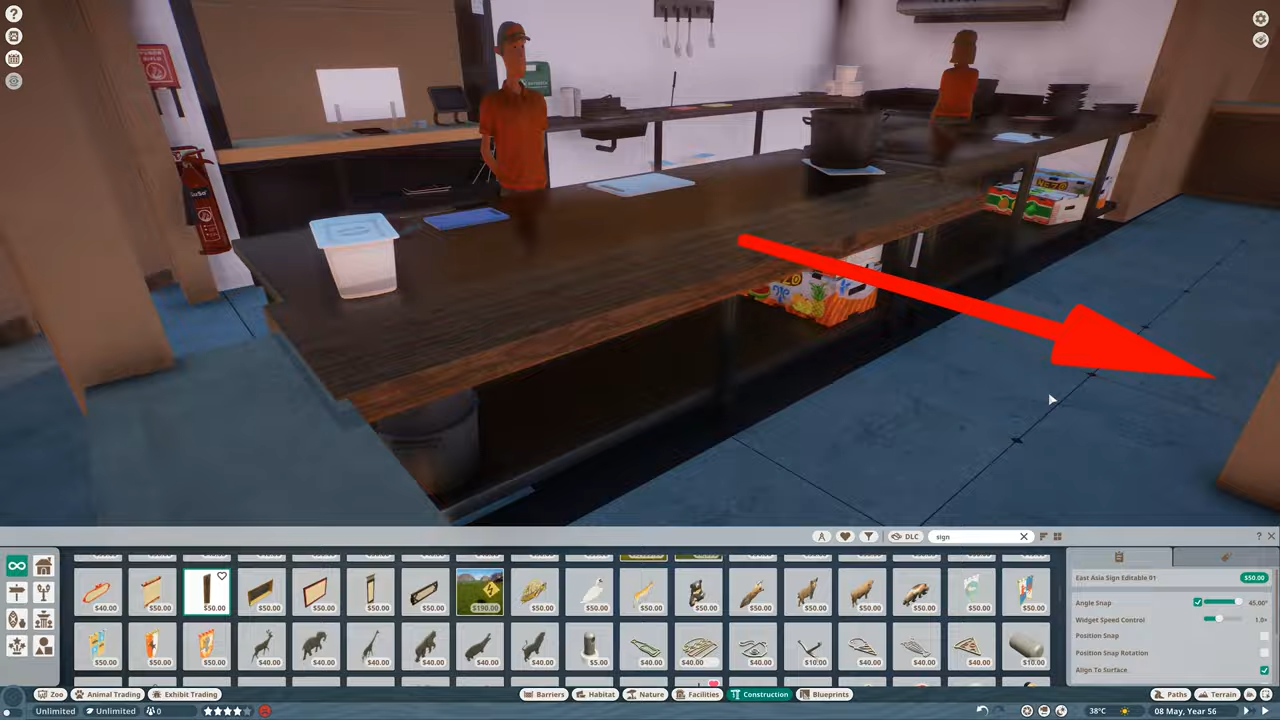 ?
DLC
sign
?
$40.00
$50.00
$50.00
$50.00
$50.00
$50.00
$50.00
$190.00
$50.00
$50.00
$50.00
$50.00
$50.00
$50.00
$50.00
$50.00
$50.00
$50.00
East Asia Sign Editable 01
$50.00
Angle Snap
45.00°
Widget Speed Control
1.0×
Position Snap
Position Snap Rotation
Align To Surface
$50.00
$50.00
$50.00
$40.00
$40.00
$40.00
$40.00
$40.00
$40.00
$5.00
$40.00
$40.00
$40.00
$10.00
$40.00
$40.00
$40.00
$10.00
Zoo
Animal Trading
Exhibit Trading
Barriers
Habitat
Nature
Facilities
Construction
Blueprints
Paths
Terrain
Unlimited
Unlimited
0
38°C
08 May, Year 56